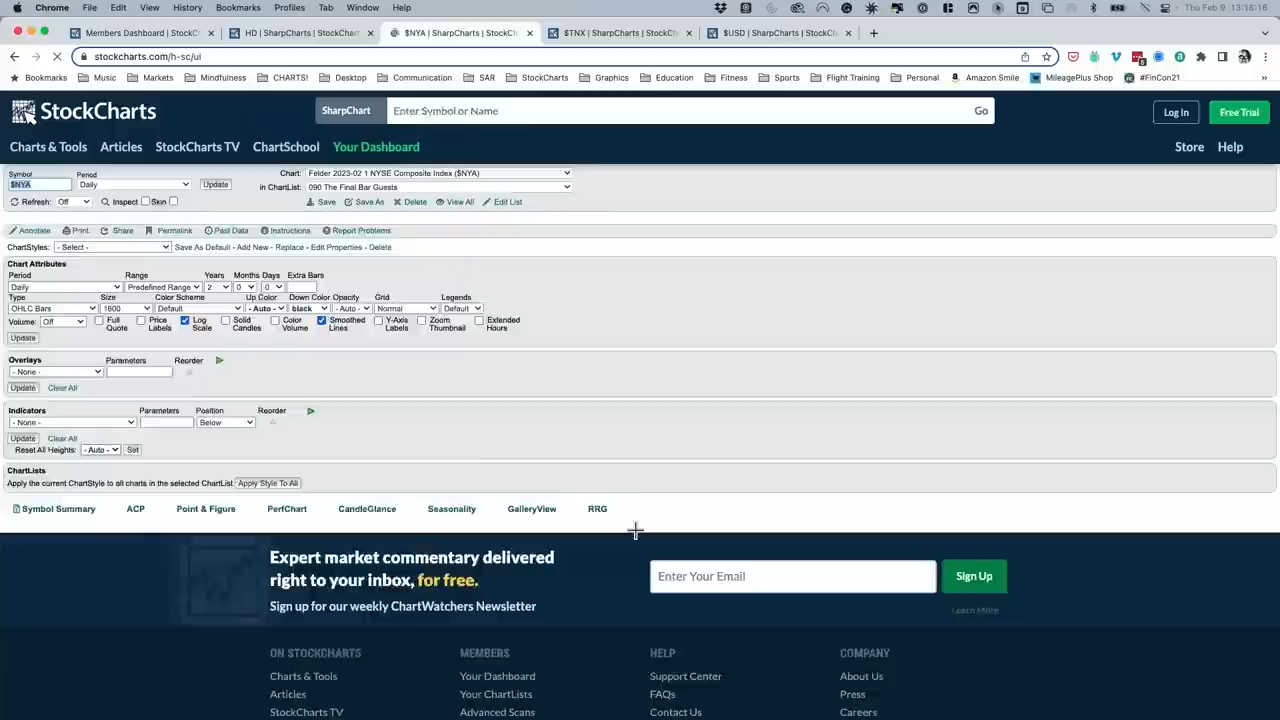 Chrome File Edit View History Bookmarks Profiles Tab Window Help Thu Feb 9 13:16:16
Members Dashboard | StockC HD | SharpCharts | StockChart $NYA | SharpCharts | StockCh $TNX | SharpCharts | StockCh $USD | SharpCharts | StockCh
stockcharts.com/h-sc/ui
Bookmarks Music Markets Mindfulness CHARTS! Desktop Communication SAR StockCharts Graphics Education Fitness Sports Flight Training Personal Amazon Smile MileagePlus Shop #FinCon21 »
StockCharts SharpChart Enter Symbol or Name Go Log In Free Trial
Charts & Tools Articles StockCharts TV ChartSchool Your Dashboard Store Help
Symbol Period Chart: Felder 2023-02 1 NYSE Composite Index ($NYA)
$NYA Daily Update in ChartList: 090 The Final Bar Guests
Refresh: Off Inspect Skin Save Save As Delete View All Edit List
Annotate Print Share Permalink Past Data Instructions Report Problems
ChartStyles: - Select - Save As Default - Add New - Replace - Edit Properties - Delete
Chart Attributes
Period Range Years Months Days Extra Bars
Daily Predefined Range 2 0 0
Type Size Color Scheme Up Color Down Color Opacity Grid Legends
OHLC Bars 1600 Default - Auto - black - Auto - Normal Default
Volume: Off Full Quote Price Labels Log Scale Solid Candles Color Volume Smoothed Lines Y-Axis Labels Zoom Thumbnail Extended Hours
Update
Overlays Parameters Reorder
- None -
Update Clear All
Indicators Parameters Position Reorder
- None - Below
Update Clear All
Reset All Heights: - Auto - Set
ChartLists
Apply the current ChartStyle to all charts in the selected ChartList Apply Style To All
Symbol Summary ACP Point & Figure PerfChart CandleGlance Seasonality GalleryView RRG
Expert market commentary delivered
right to your inbox, for free.
Enter Your Email Sign Up
Sign up for our weekly ChartWatchers Newsletter
Learn More
ON STOCKCHARTS MEMBERS HELP COMPANY
Charts & Tools Your Dashboard Support Center About Us
Articles Your ChartLists FAQs Press
StockCharts TV Advanced Scans Contact Us Careers